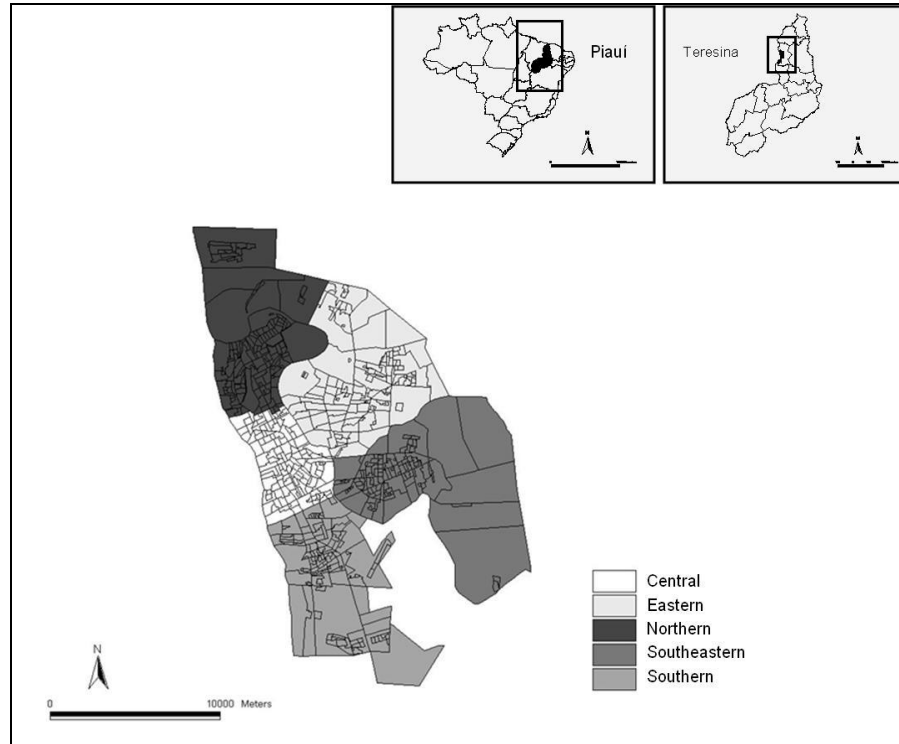 Piauí
Teresina
N
Central
Eastern
Northern
Southeastern
Southern
N
0 10000 Meters